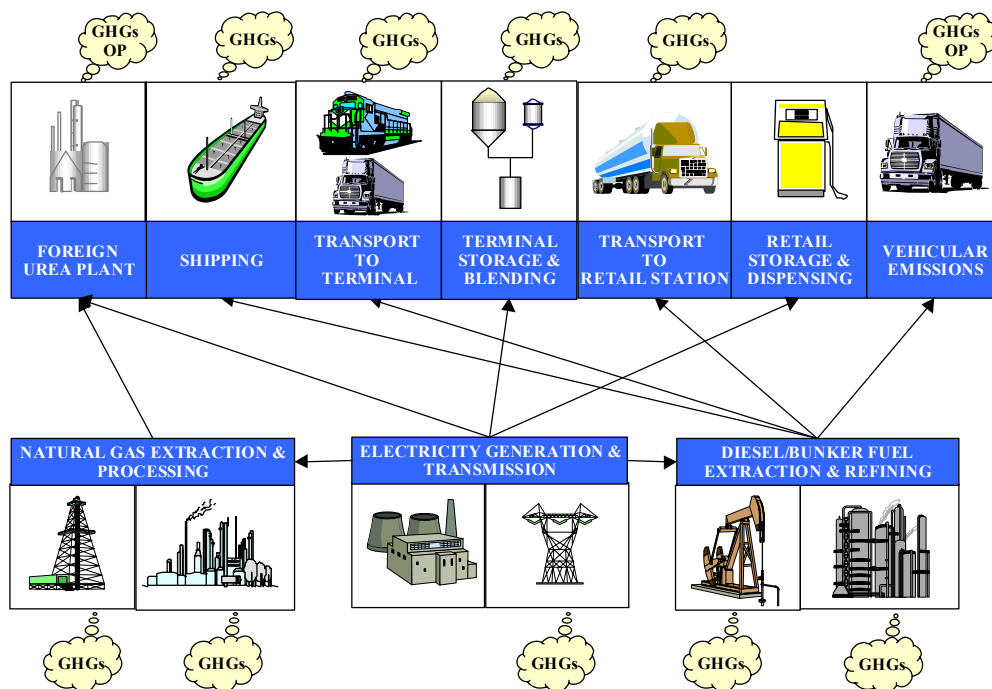 GHGs
OP
GHGs
GHGs
GHGs
GHGs
GHGs
OP
FOREIGN
UREA PLANT
SHIPPING
TRANSPORT
TO
TERMINAL
TERMINAL
STORAGE &
BLENDING
TRANSPORT
TO
RETAIL STATION
RETAIL
STORAGE &
DISPENSING
VEHICULAR
EMISSIONS
NATURAL GAS EXTRACTION &
PROCESSING
ELECTRICITY GENERATION &
TRANSMISSION
DIESEL/BUNKER FUEL
EXTRACTION & REFINING
GHGs
GHGs
GHGs
GHGs
GHGs